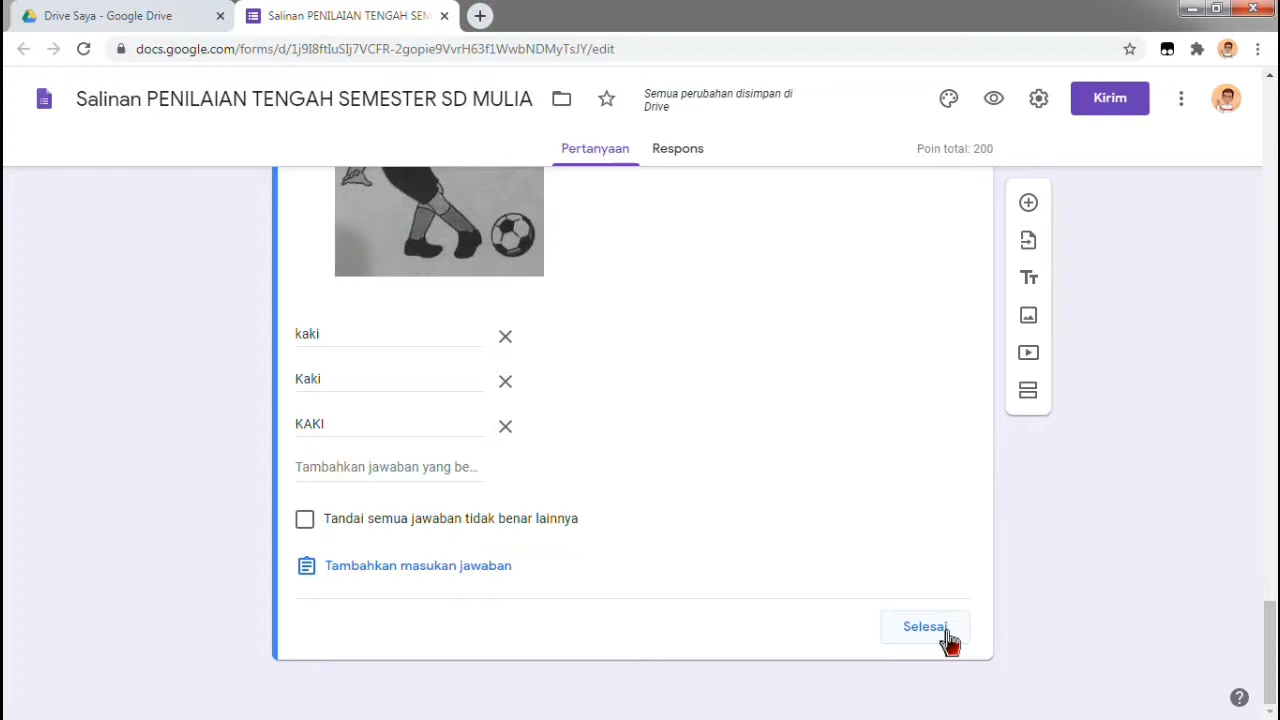 Drive Saya - Google Drive
Salinan PENILAIAN TENGAH SEM
docs.google.com/forms/d/1j9I8ftIuSIj7VCFR-2gopie9VvrH63f1WwbNDMyTsJY/edit
Salinan PENILAIAN TENGAH SEMESTER SD MULIA
Semua perubahan disimpan di
Drive
Kirim
Pertanyaan
Respons
Poin total: 200
kaki
Kaki
KAKI
Tambahkan jawaban yang be...
Tandai semua jawaban tidak benar lainnya
Tambahkan masukan jawaban
Selesai